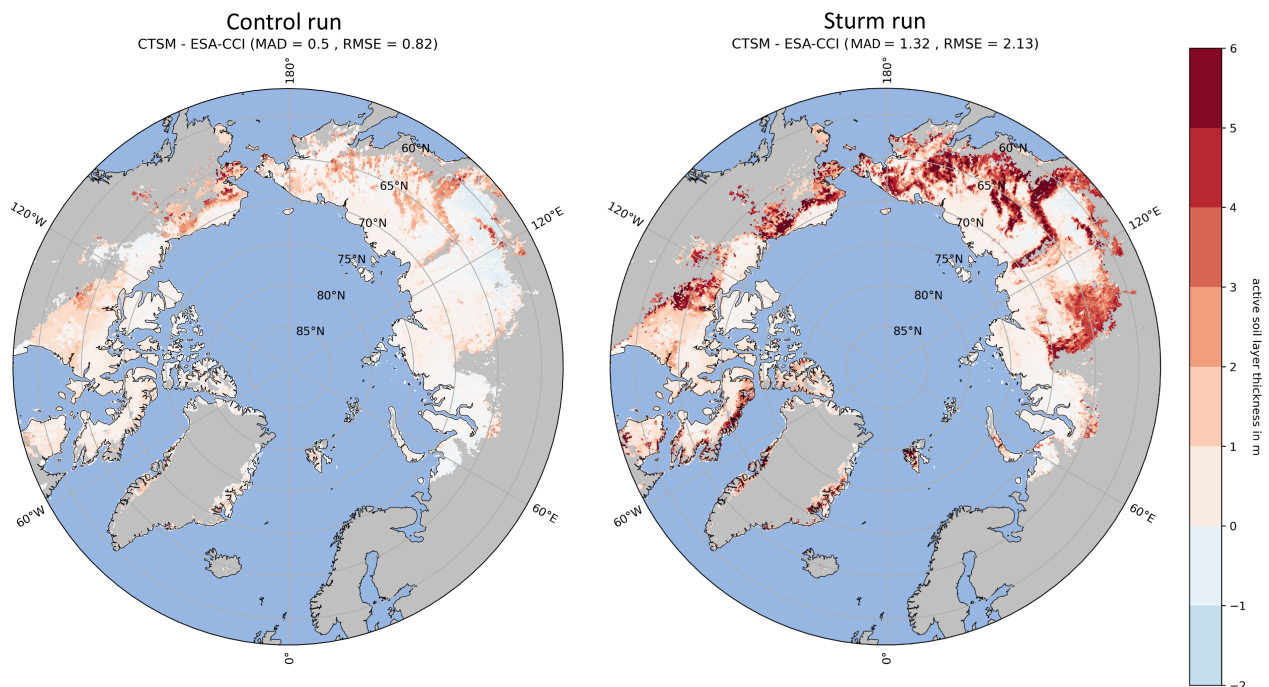 Control run
CTSM - ESA-CCI (MAD = 0.5 , RMSE = 0.82)
180°
60°N
65°N
70°N
75°N
80°N
85°N
120°W
120°E
60°W
60°E
0°
Sturm run
CTSM - ESA-CCI (MAD = 1.32 , RMSE = 2.13)
180°
60°N
65°N
70°N
75°N
80°N
85°N
120°W
120°E
60°W
60°E
0°
6
5
4
3
2
1
0
−1
−2
active soil layer thickness in m